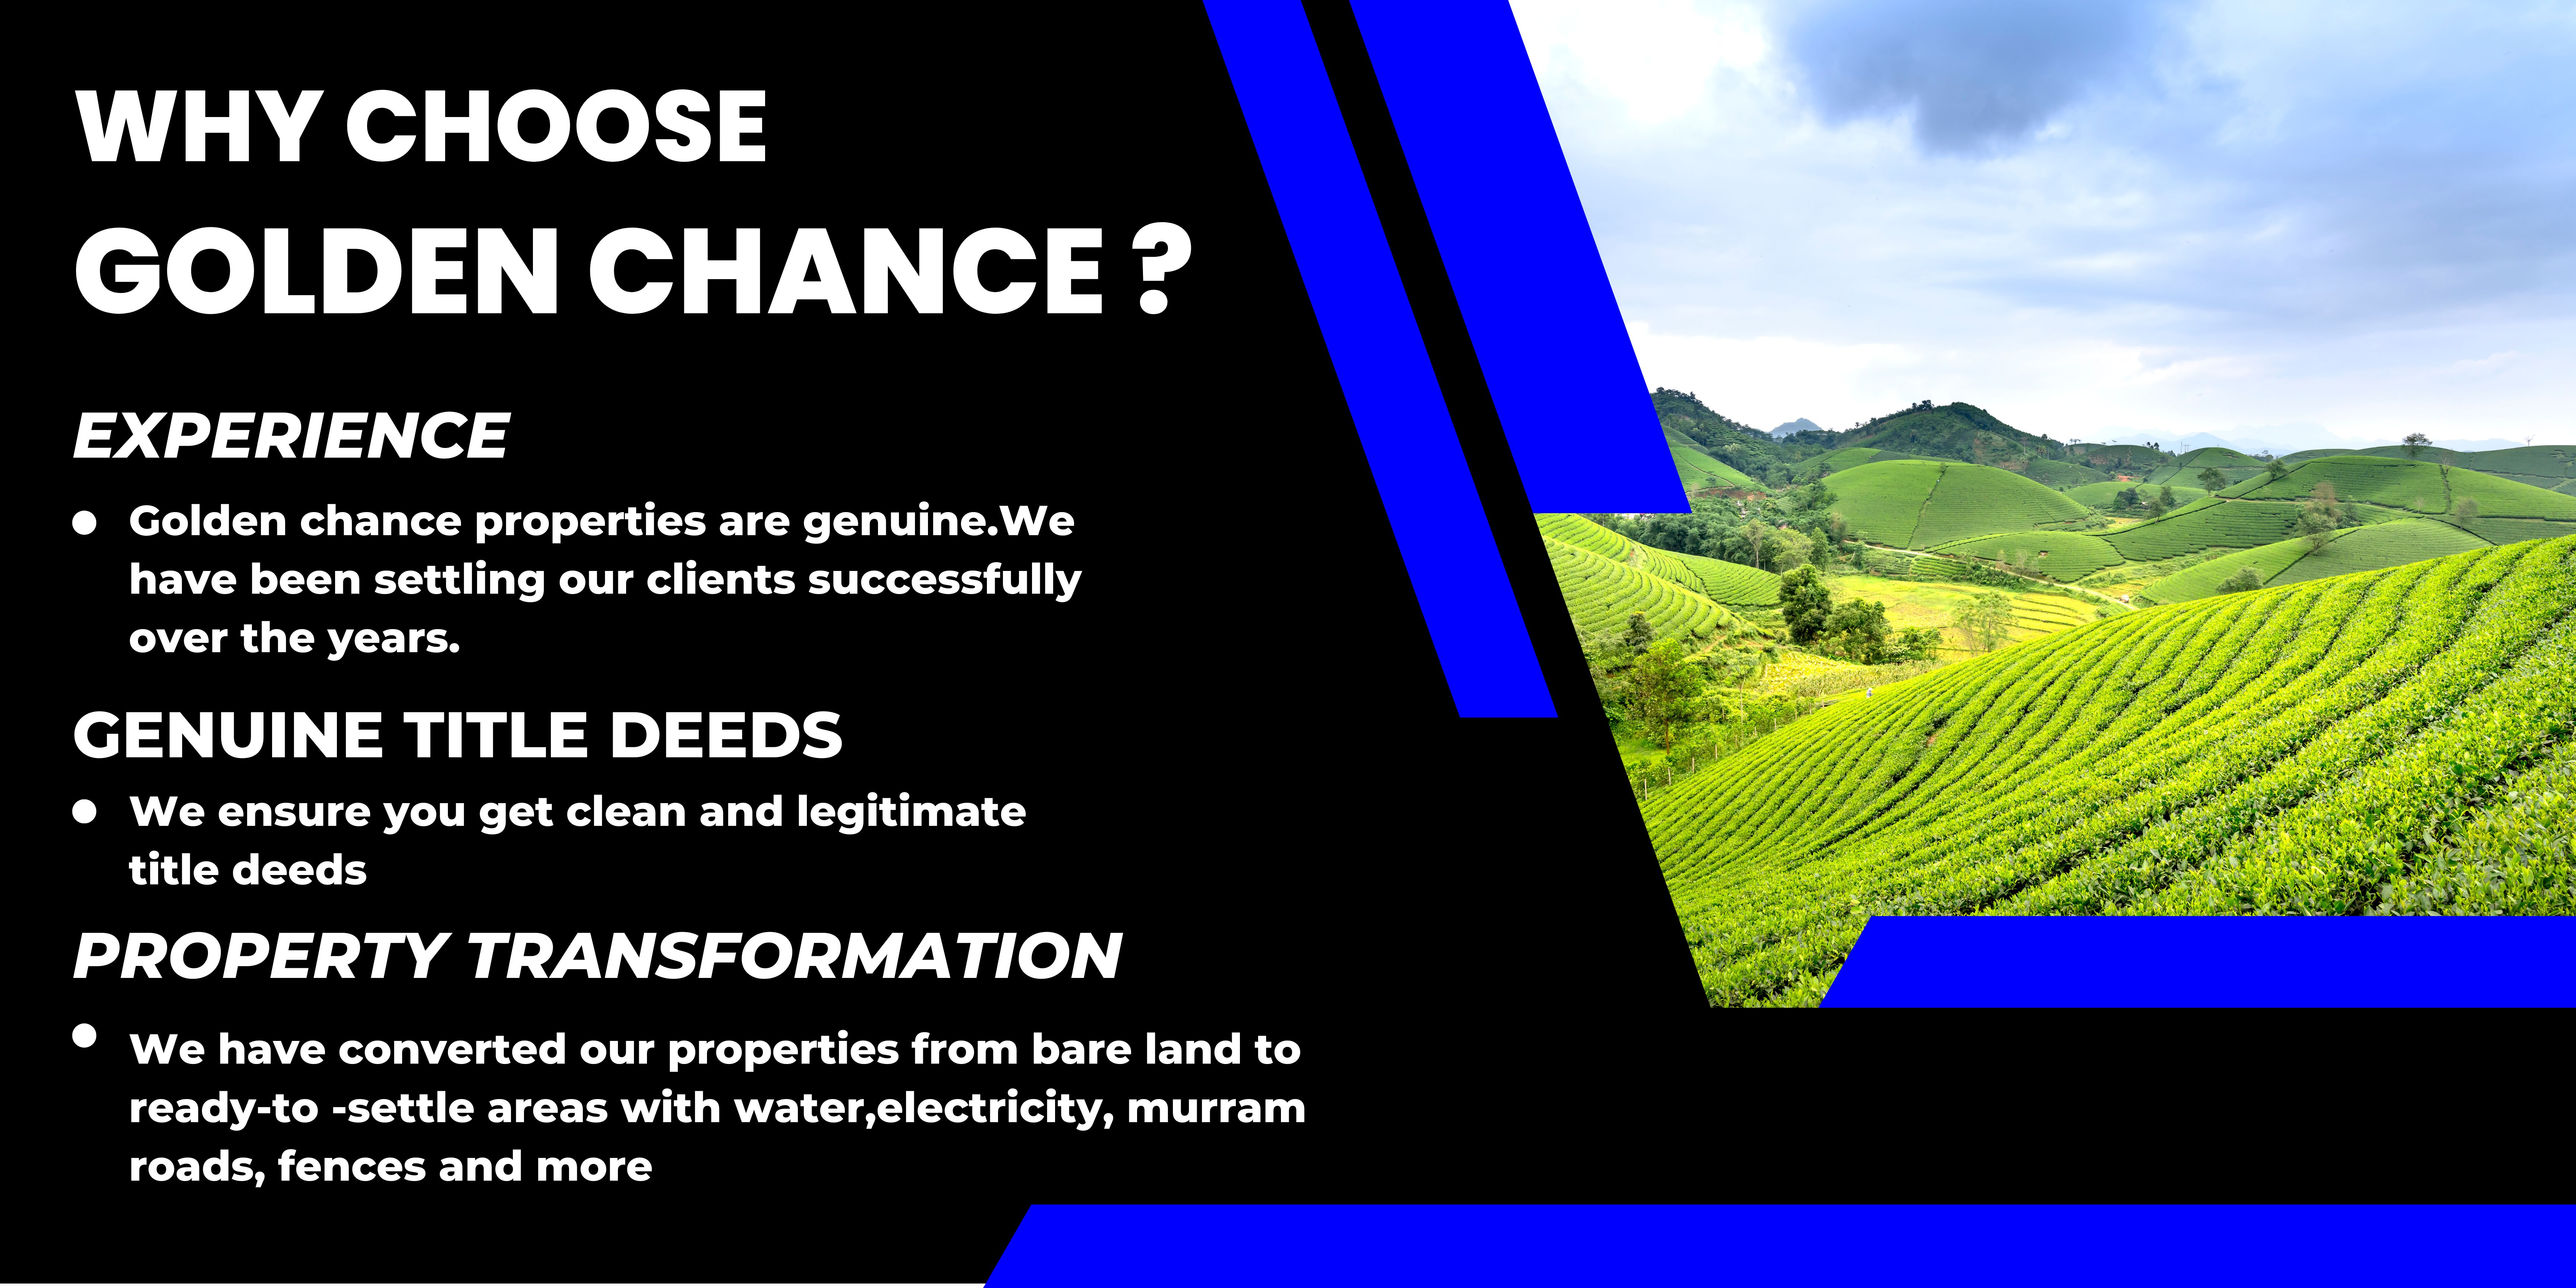 WHY CHOOSE
GOLDEN CHANCE ?
EXPERIENCE
Golden chance properties are genuine.We
have been settling our clients successfully
over the years.
GENUINE TITLE DEEDS
We ensure you get clean and legitimate
title deeds
PROPERTY TRANSFORMATION
We have converted our properties from bare land to
ready-to -settle areas with water,electricity, murram
roads, fences and more